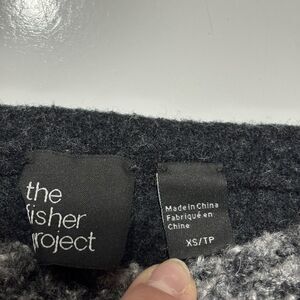 the
fisher
project
Made in China
Fabriqué en
Chine
XS/TP